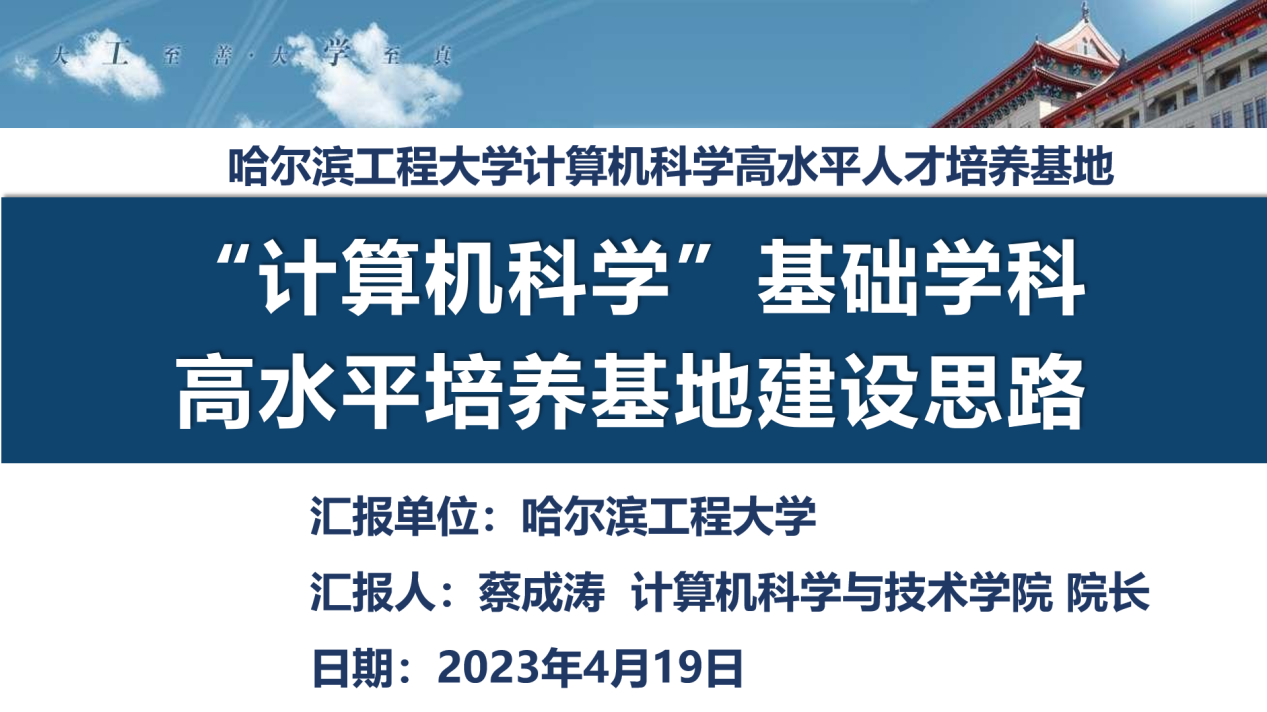 大工至善·大学至真
哈尔滨工程大学计算机科学高水平人才培养基地
“计算机科学”基础学科
高水平培养基地建设思路
汇报单位：哈尔滨工程大学
汇报人：蔡成涛 计算机科学与技术学院 院长
日期：2023年4月19日